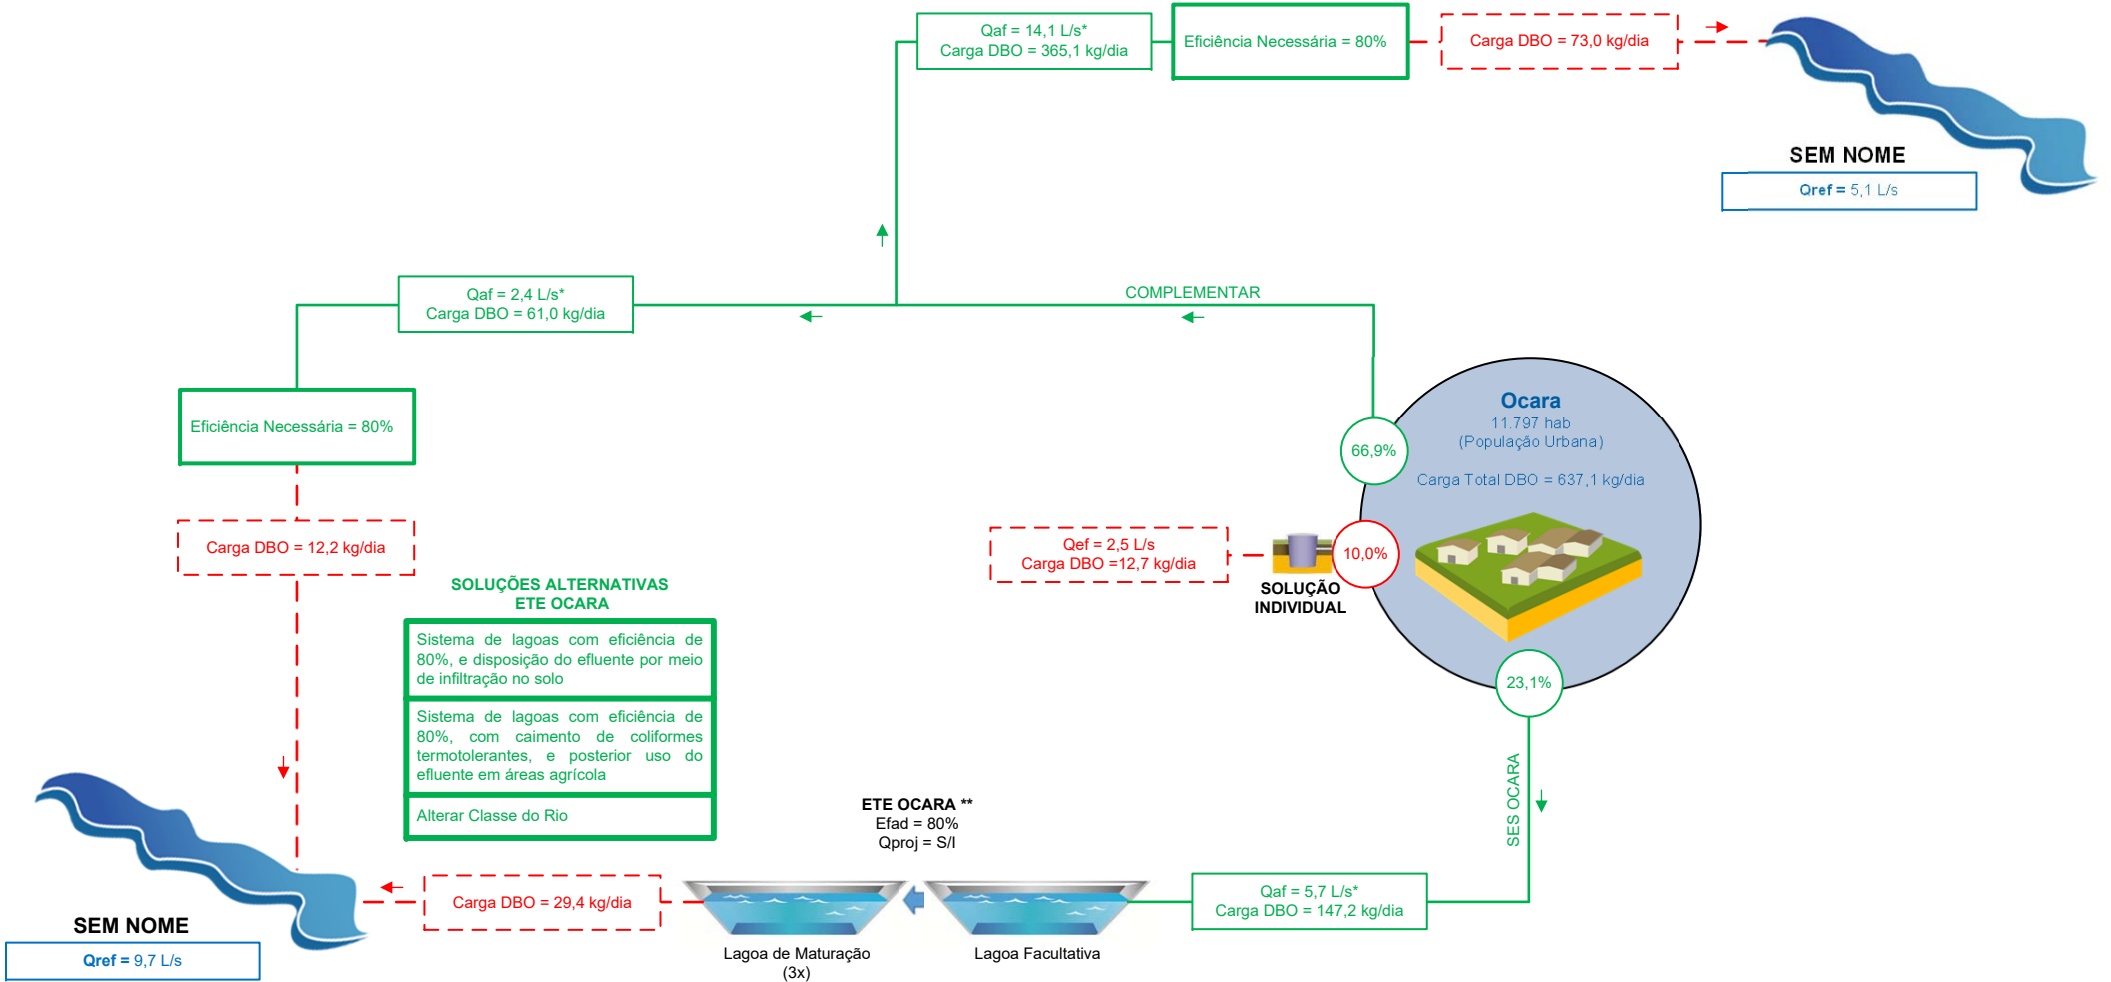 Qaf = 14,1 L/s*
Carga DBO = 365,1 kg/dia
Eficiência Necessária = 80%
Carga DBO = 73,0 kg/dia
SEM NOME
Qref = 5,1 L/s
Qaf = 2,4 L/s*
Carga DBO = 61,0 kg/dia
COMPLEMENTAR
Eficiência Necessária = 80%
Carga DBO = 12,2 kg/dia
Ocara
11.797 hab
(População Urbana)
Carga Total DBO = 637,1 kg/dia
66,9%
10,0%
23,1%
Qef = 2,5 L/s
Carga DBO =12,7 kg/dia
SOLUÇÃO
INDIVIDUAL
SOLUÇÕES ALTERNATIVAS
ETE OCARA
Sistema de lagoas com eficiência de
80%, e disposição do efluente por meio
de infiltração no solo
Sistema de lagoas com eficiência de
80%, com caimento de coliformes
termotolerantes, e posterior uso do
efluente em áreas agrícola
Alterar Classe do Rio
SES OCARA
ETE OCARA **
Efad = 80%
Qproj = S/I
Qaf = 5,7 L/s*
Carga DBO = 147,2 kg/dia
Lagoa Facultativa
Lagoa de Maturação
(3x)
Carga DBO = 29,4 kg/dia
SEM NOME
Qref = 9,7 L/s